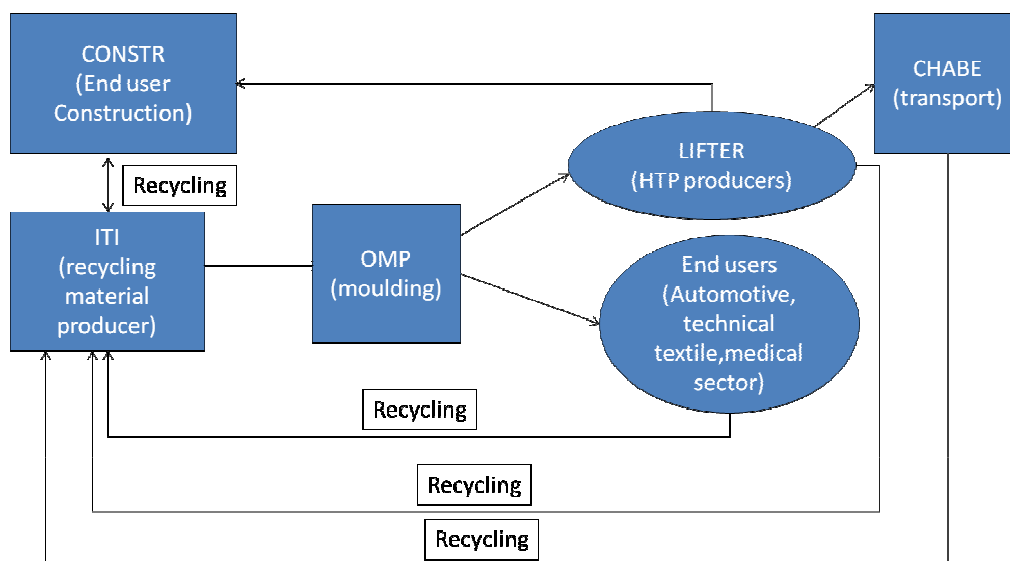 CONSTR
(End user
Construction)
CHABE
(transport)
LIFTER
(HTP producers)
Recycling
ITI
(recycling
material
producer)
OMP
(moulding)
End users
(Automotive,
technical
textile,medical
sector)
Recycling
Recycling
Recycling